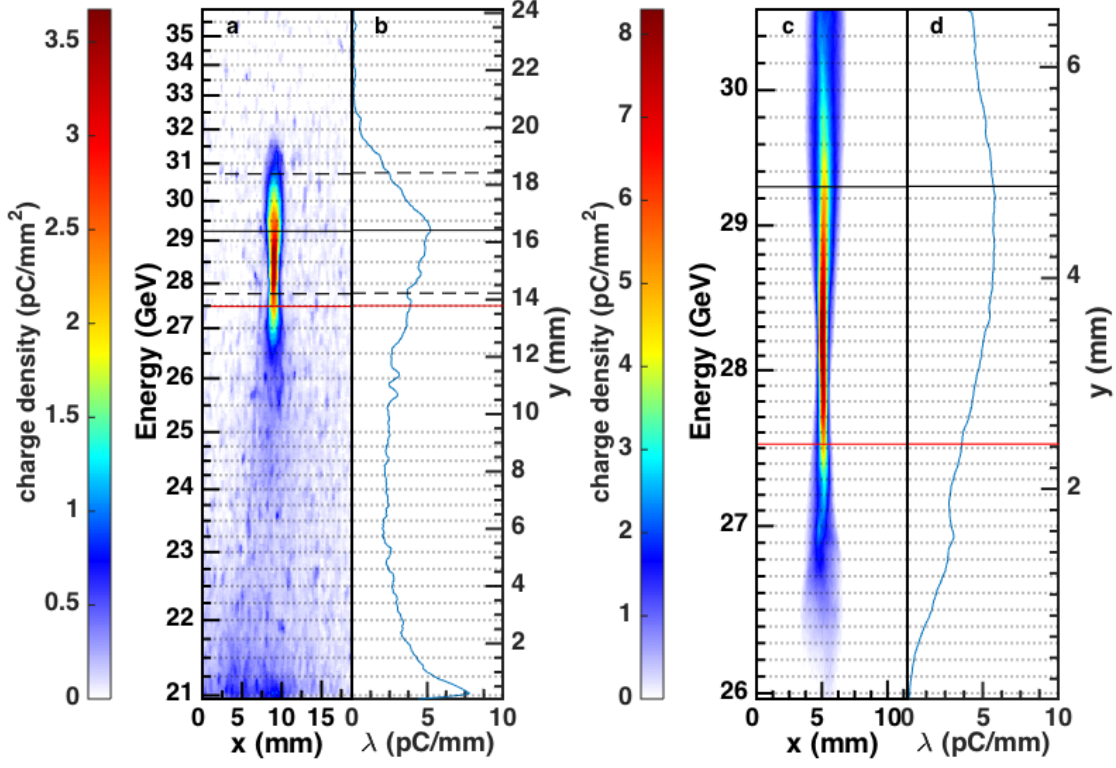 a
b
c
d
3.5
3
2.5
2
1.5
1
0.5
0
charge density (pC/mm²)
35
34
33
32
31
30
29
28
27
26
25
24
23
22
21
Energy (GeV)
0 5 10 15
x (mm)
0 5 10
λ (pC/mm)
24
22
20
18
16
14
12
10
8
6
4
2
y (mm)
8
7
6
5
4
3
2
1
0
charge density (pC/mm²)
30
29
28
27
26
Energy (GeV)
0 5 10
x (mm)
0 5 10
λ (pC/mm)
6
4
2
y (mm)